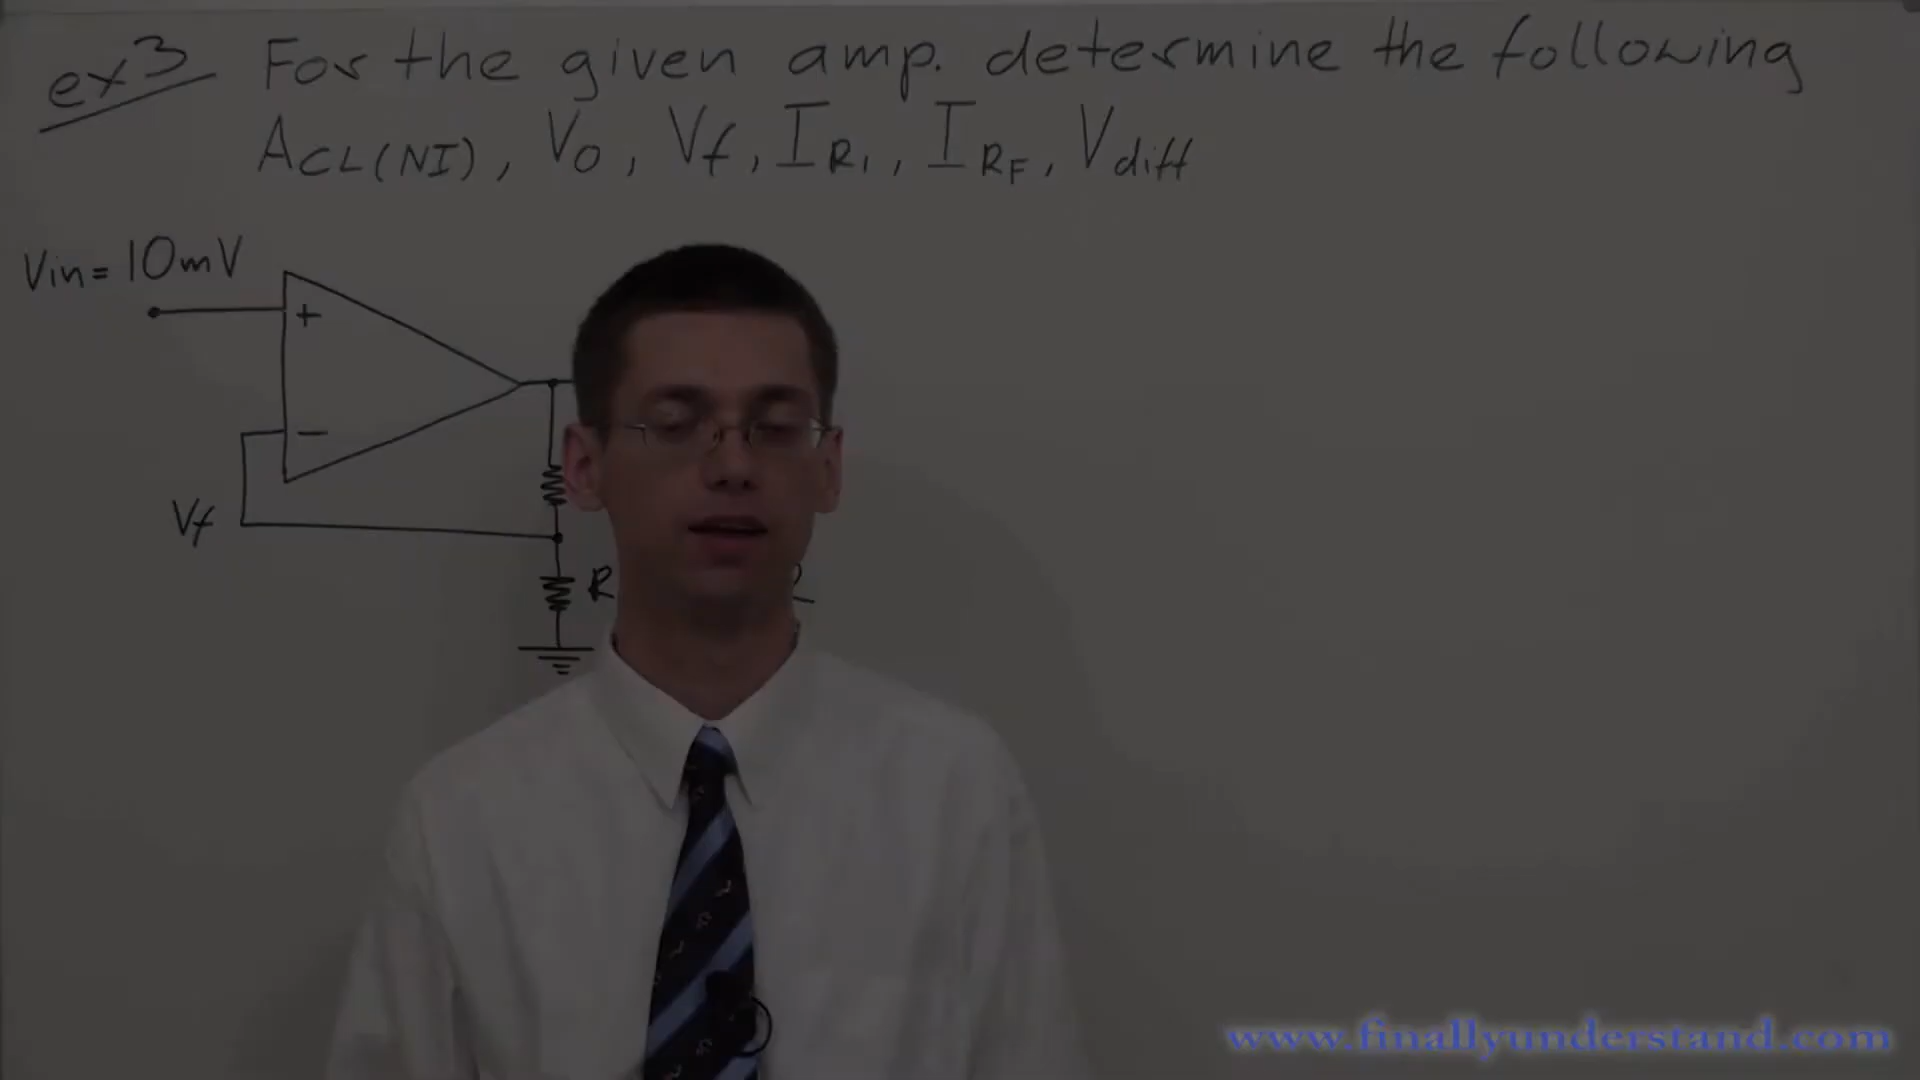 ex3 For the given amp. determine the following
ACL(NI), Vo, Vf, IR1, IRF, Vdiff
Vin = 10mV
+
−
Vf
R
www.finallyunderstand.com